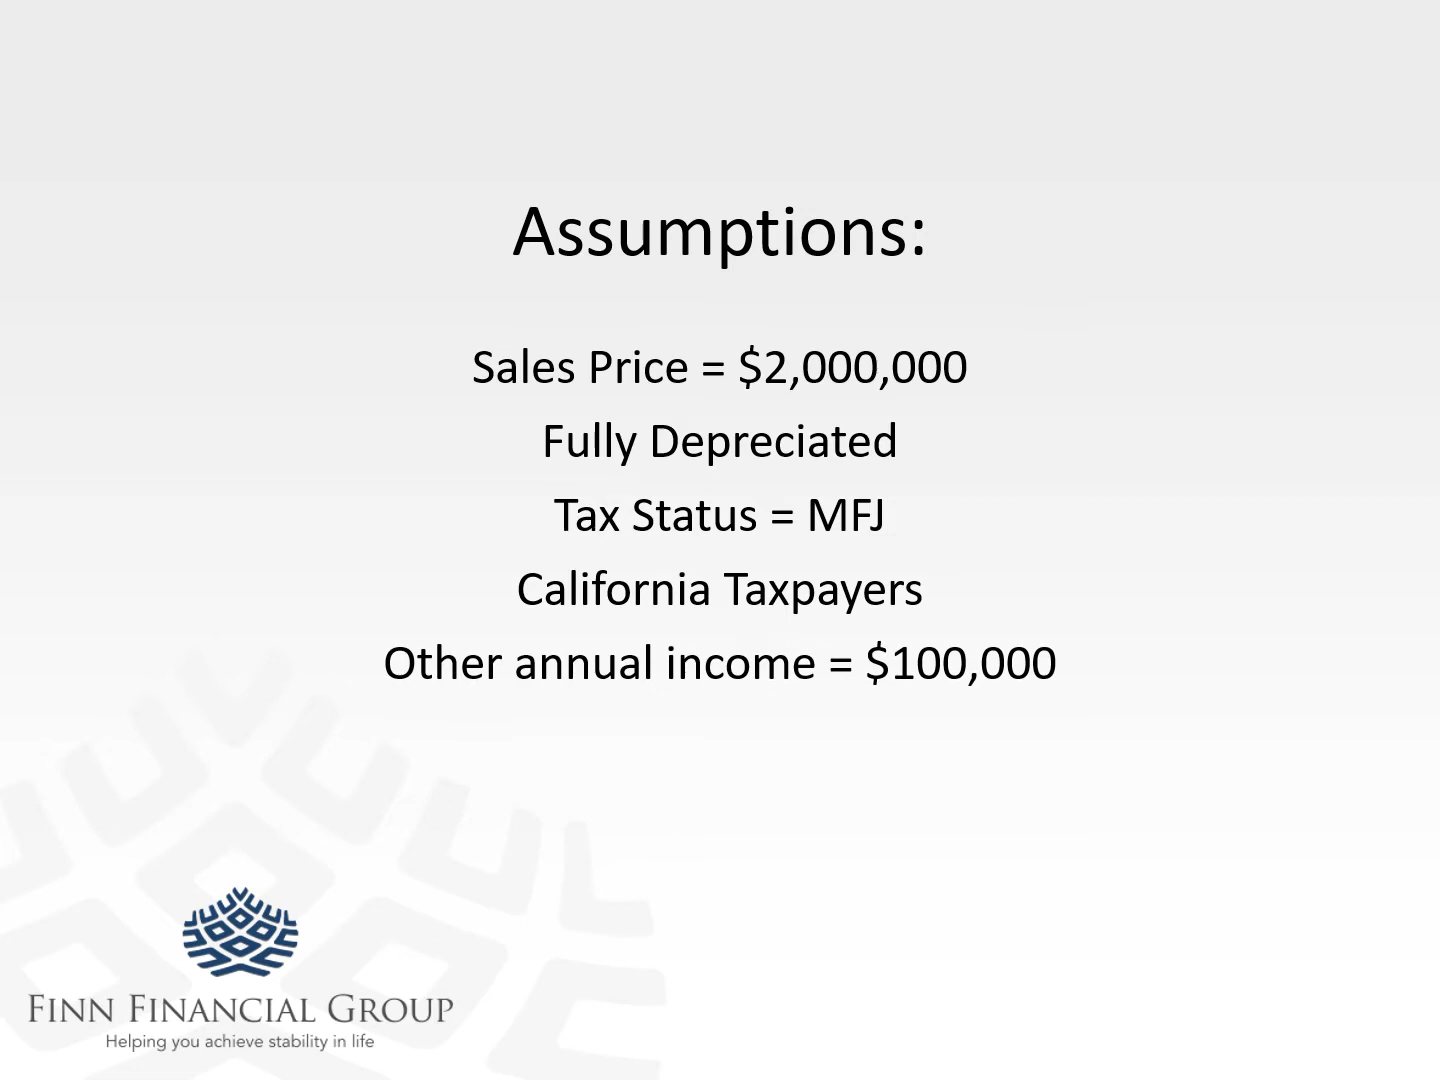 Assumptions:
Sales Price = $2,000,000
Fully Depreciated
Tax Status = MFJ
California Taxpayers
Other annual income = $100,000
FINN FINANCIAL GROUP
Helping you achieve stability in life